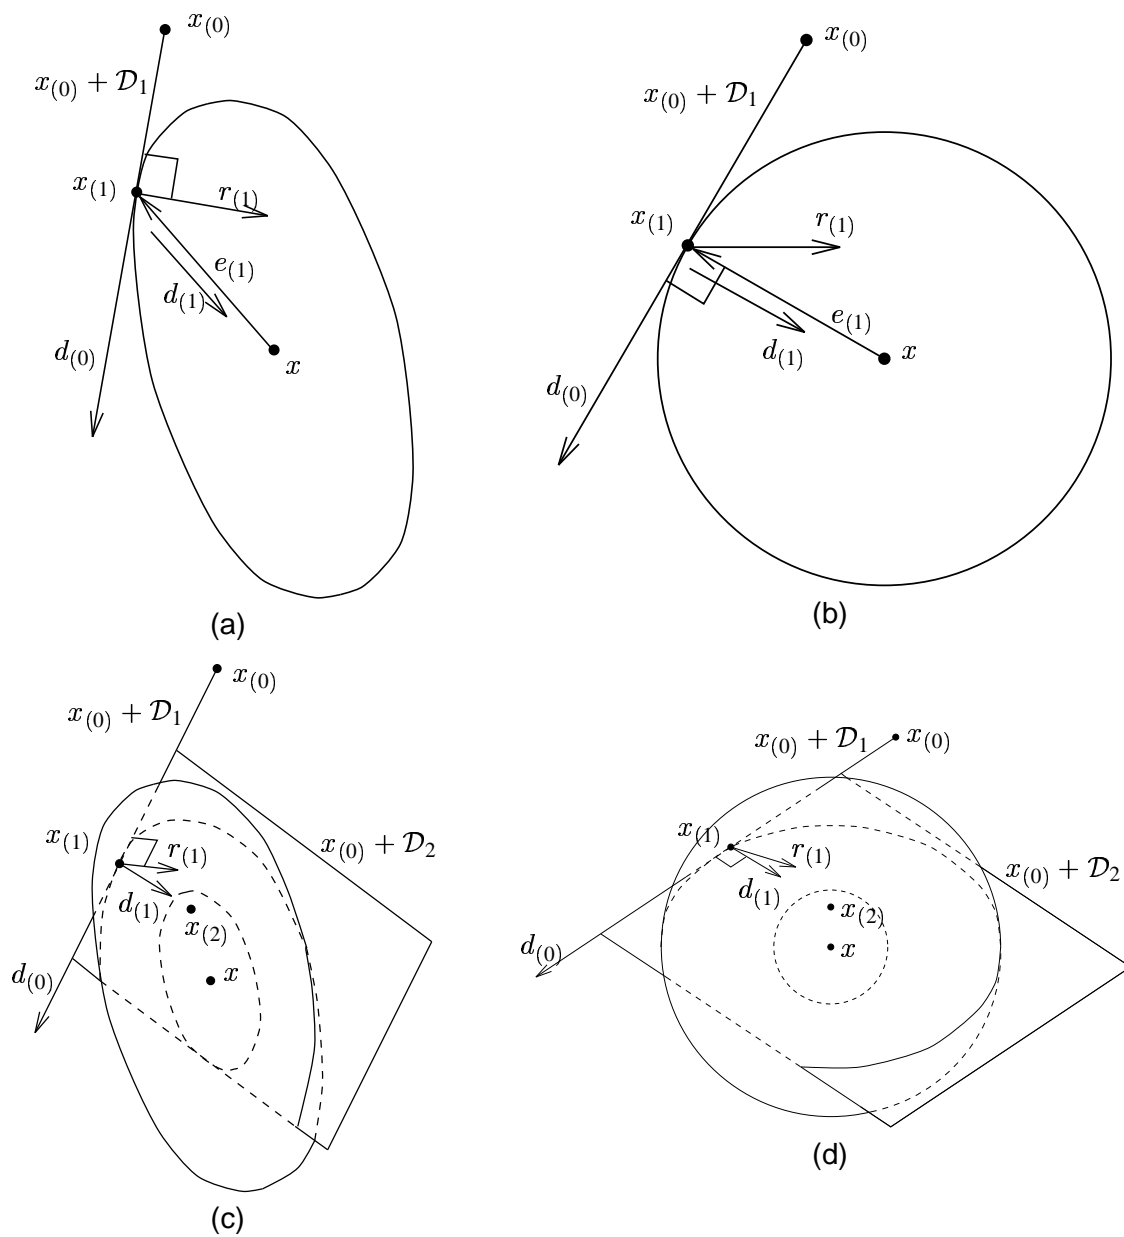 x(0)
x(0) + 𝒟1
x(1)
r(1)
e(1)
d(1)
d(0)
x
(a)
x(0)
x(0) + 𝒟1
x(1)
r(1)
e(1)
d(1)
x
d(0)
(b)
x(0)
x(0) + 𝒟1
x(1)
r(1)
x(0) + 𝒟2
d(1)
x(2)
x
d(0)
(c)
x(0) + 𝒟1
x(0)
x(1)
r(1)
x(0) + 𝒟2
d(1)
x(2)
d(0)
x
(d)